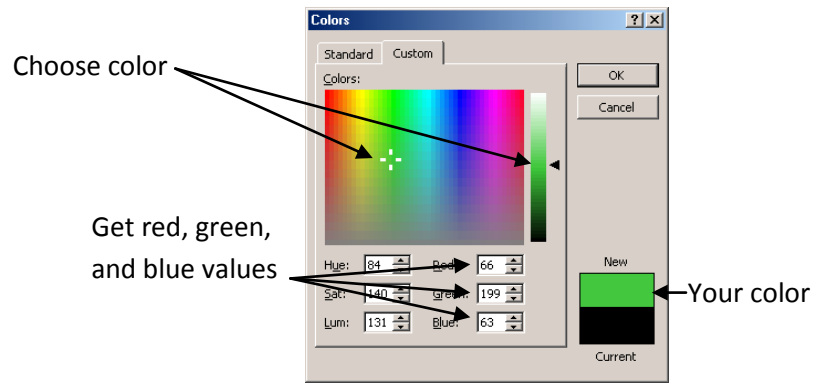 Colors
Standard Custom
Colors:
OK
Cancel
Choose color
Get red, green,
and blue values
Hue: 84 Red: 66
Sat: 140 Green: 199
Lum: 131 Blue: 63
New
Your color
Current